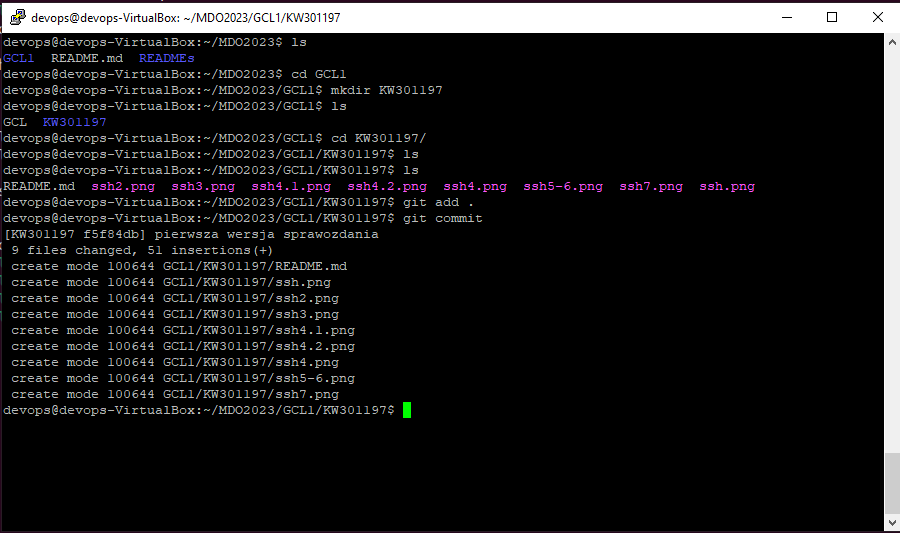 devops@devops-VirtualBox: ~/MDO2023/GCL1/KW301197
devops@devops-VirtualBox:~/MDO2023$ ls
GCL1  README.md  READMEs
devops@devops-VirtualBox:~/MDO2023$ cd GCL1
devops@devops-VirtualBox:~/MDO2023/GCL1$ mkdir KW301197
devops@devops-VirtualBox:~/MDO2023/GCL1$ ls
GCL  KW301197
devops@devops-VirtualBox:~/MDO2023/GCL1$ cd KW301197/
devops@devops-VirtualBox:~/MDO2023/GCL1/KW301197$ ls
devops@devops-VirtualBox:~/MDO2023/GCL1/KW301197$ ls
README.md  ssh2.png  ssh3.png  ssh4.1.png  ssh4.2.png  ssh4.png  ssh5-6.png  ssh7.png  ssh.png
devops@devops-VirtualBox:~/MDO2023/GCL1/KW301197$ git add .
devops@devops-VirtualBox:~/MDO2023/GCL1/KW301197$ git commit
[KW301197 f5f84db] pierwsza wersja sprawozdania
 9 files changed, 51 insertions(+)
 create mode 100644 GCL1/KW301197/README.md
 create mode 100644 GCL1/KW301197/ssh.png
 create mode 100644 GCL1/KW301197/ssh2.png
 create mode 100644 GCL1/KW301197/ssh3.png
 create mode 100644 GCL1/KW301197/ssh4.1.png
 create mode 100644 GCL1/KW301197/ssh4.2.png
 create mode 100644 GCL1/KW301197/ssh4.png
 create mode 100644 GCL1/KW301197/ssh5-6.png
 create mode 100644 GCL1/KW301197/ssh7.png
devops@devops-VirtualBox:~/MDO2023/GCL1/KW301197$